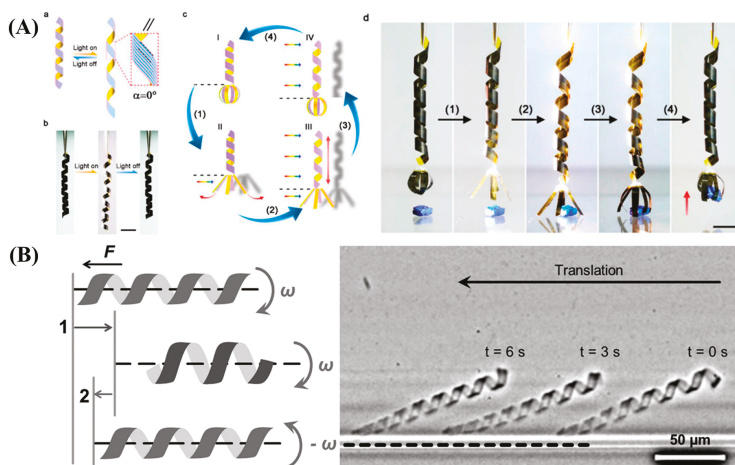 (A)
a
Light on
Light off
α=0°
b
Light on
Light off
c
I
(4)
IV
(1)
II
(3)
III
(2)
d
(1)
(2)
(3)
(4)
(B)
F
ω
1
ω
2
-ω
Translation
t = 6 s
t = 3 s
t = 0s
50 µm